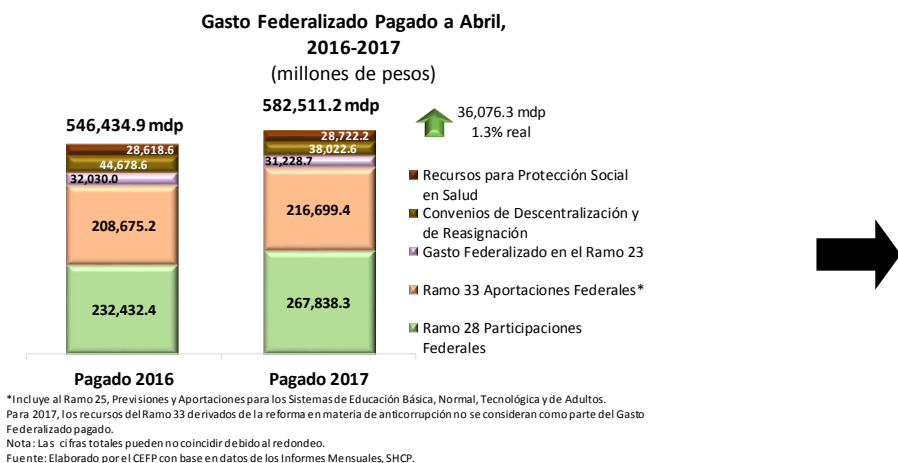 Gasto Federalizado Pagado a Abril,
2016-2017
(millones de pesos)
546,434.9 mdp
582,511.2 mdp
36,076.3 mdp
1.3% real
28,618.6
44,678.6
32,030.0
208,675.2
232,432.4
28,722.2
38,022.6
31,228.7
216,699.4
267,838.3
Recursos para Protección Social
en Salud
Convenios de Descentralización y
de Reasignación
Gasto Federalizado en el Ramo 23
Ramo 33 Aportaciones Federales*
Ramo 28 Participaciones
Federales
Pagado 2016
Pagado 2017
*Incluye al Ramo 25, Previsiones y Aportaciones para los Sistemas de Educación Básica, Normal, Tecnológica y de Adultos.
Para 2017, los recursos del Ramo 33 derivados de la reforma en materia de anticorrupción no se consideran como parte del Gasto
Federalizado pagado.
Nota: Las cifras totales pueden no coincidir debido al redondeo.
Fuente: Elaborado por el CEFP con base en datos de los Informes Mensuales, SHCP.